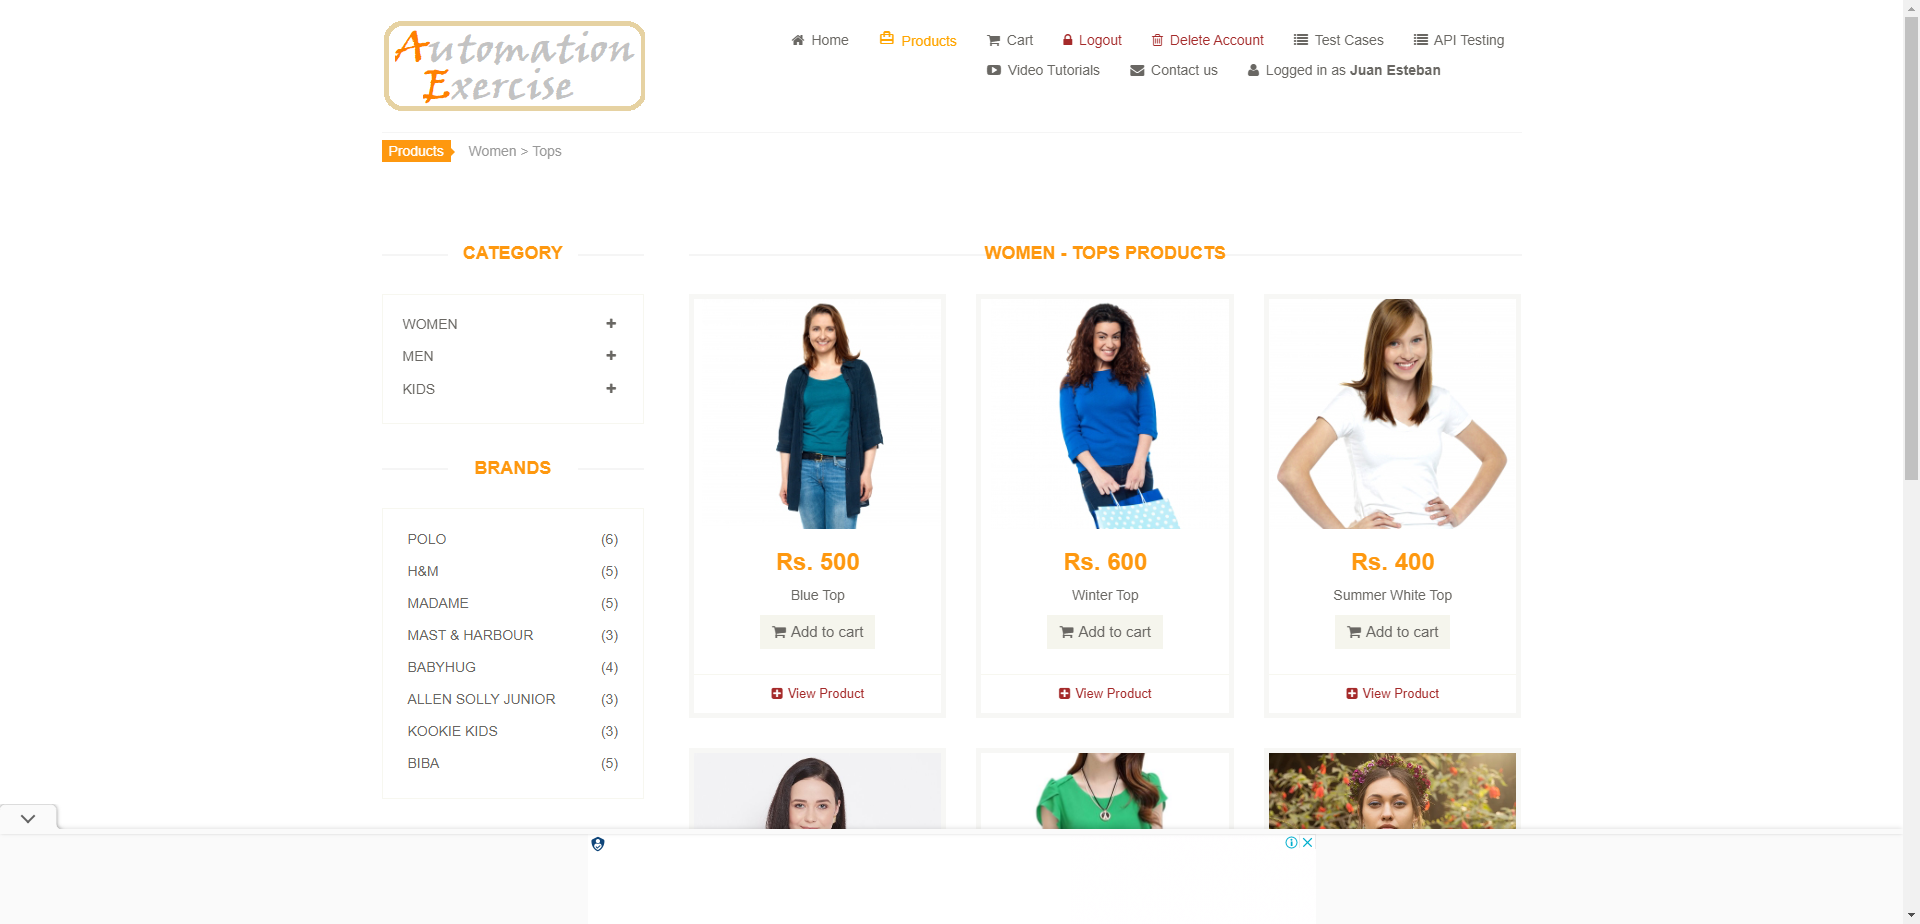 Automation
Exercise
Home
Products
Cart
Logout
Delete Account
Test Cases
API Testing
Video Tutorials
Contact us
Logged in as Juan Esteban
Products
Women > Tops
CATEGORY
WOMEN
MEN
KIDS
BRANDS
POLO (6)
H&M (5)
MADAME (5)
MAST & HARBOUR (3)
BABYHUG (4)
ALLEN SOLLY JUNIOR (3)
KOOKIE KIDS (3)
BIBA (5)
WOMEN - TOPS PRODUCTS
Rs. 500
Blue Top
Add to cart
View Product
Rs. 600
Winter Top
Add to cart
View Product
Rs. 400
Summer White Top
Add to cart
View Product